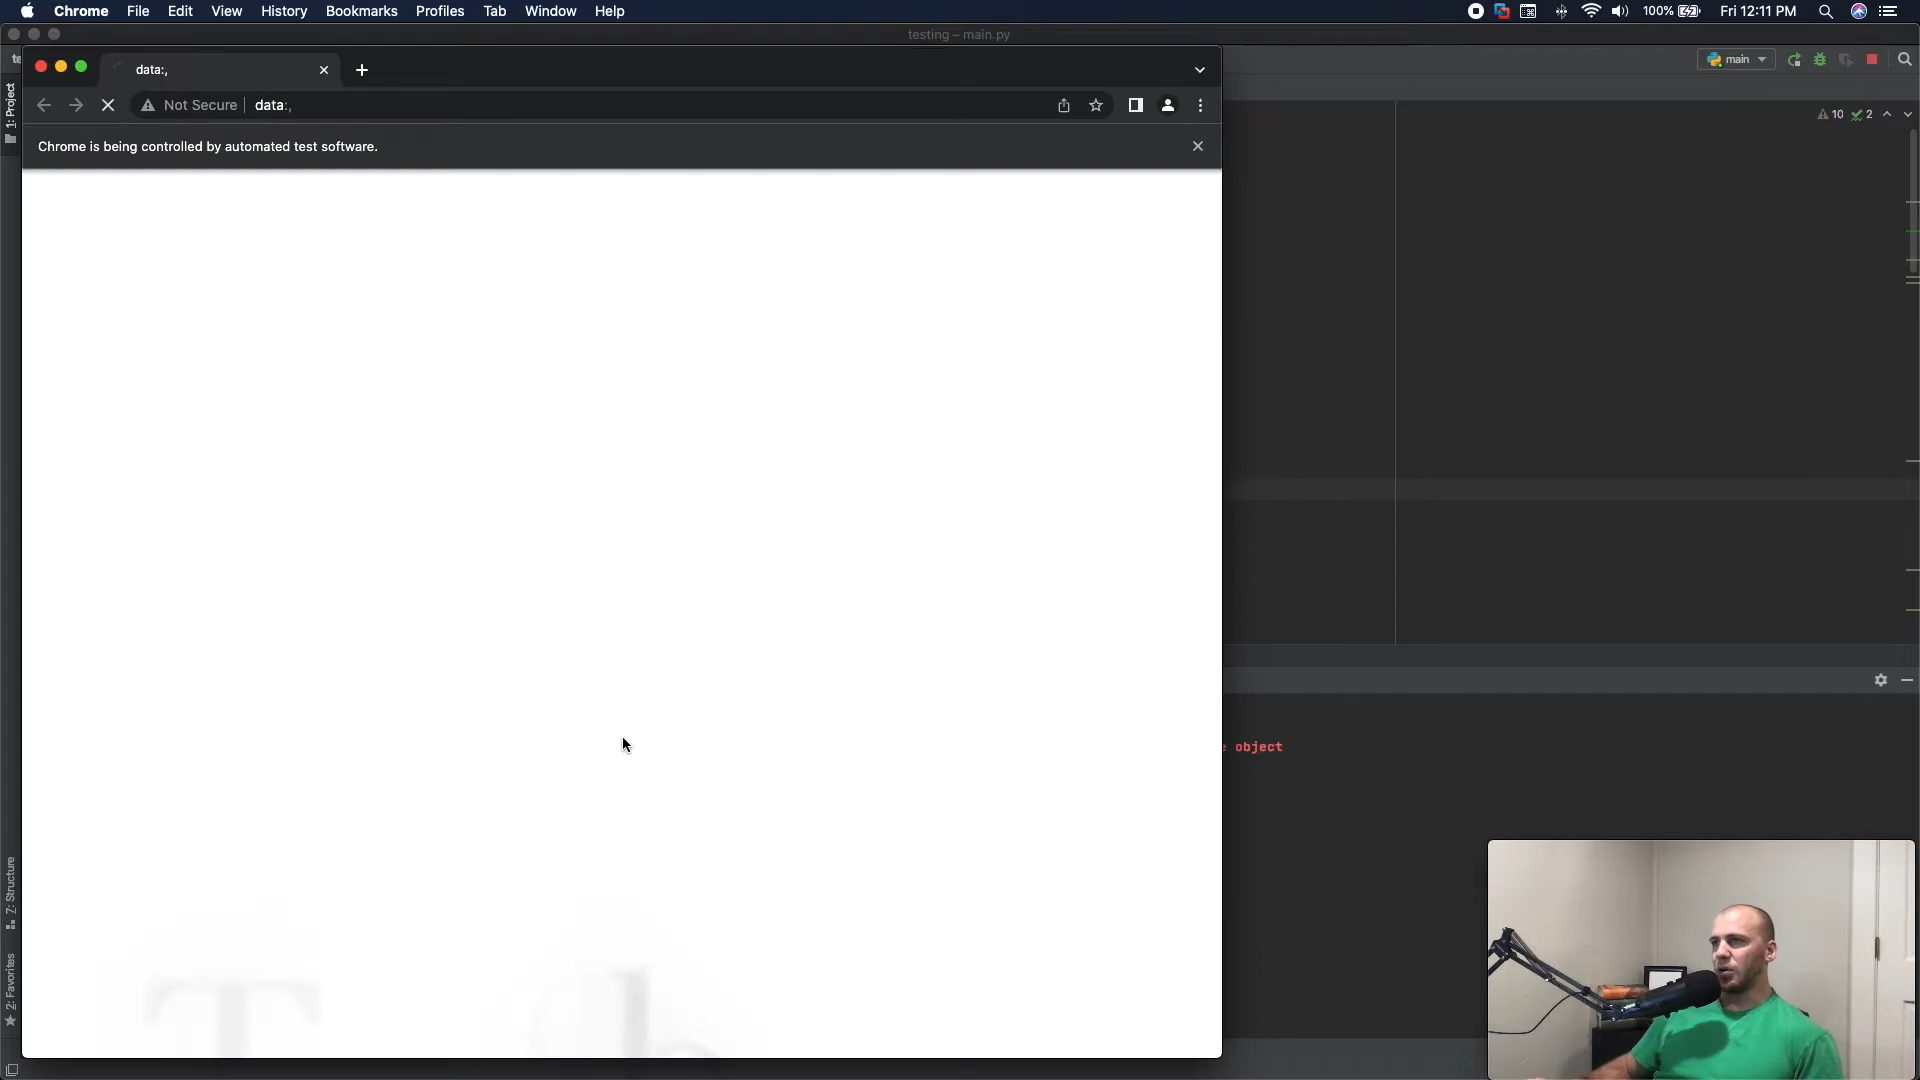 Chrome File Edit View History Bookmarks Profiles Tab Window Help 100% Fri 12:11 PM
testing – main.py
data:,
main
1: Project
Not Secure data:,
10 2
Chrome is being controlled by automated test software.
object
7: Structure
2: Favorites
T h